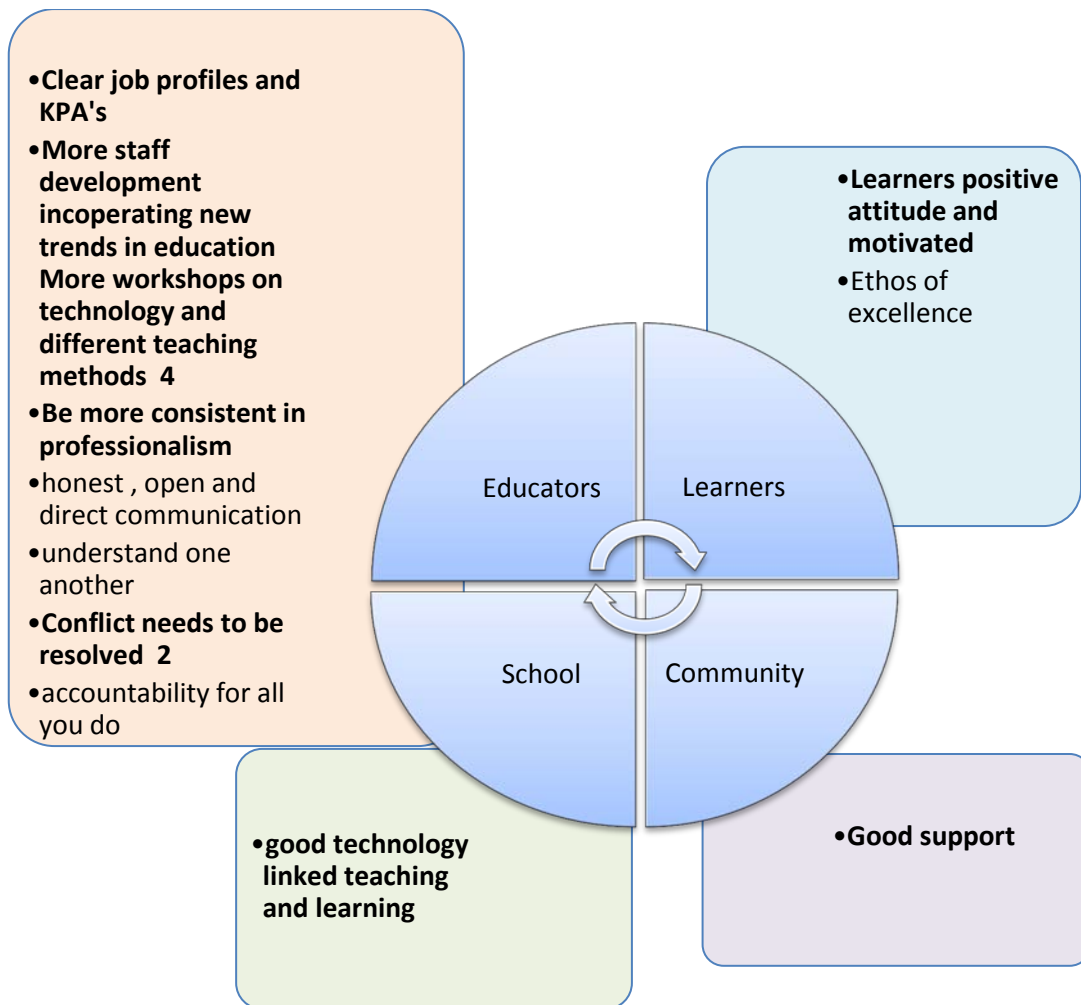 •Clear job profiles and
KPA's
•More staff
development
incoperating new
trends in education
More workshops on
technology and
different teaching
methods  4
•Be more consistent in
professionalism
•honest , open and
direct communication
•understand one
another
•Conflict needs to be
resolved  2
•accountability for all
you do
•Learners positive
attitude and
motivated
•Ethos of
excellence
Educators
Learners
School
Community
•good technology
linked teaching
and learning
•Good support